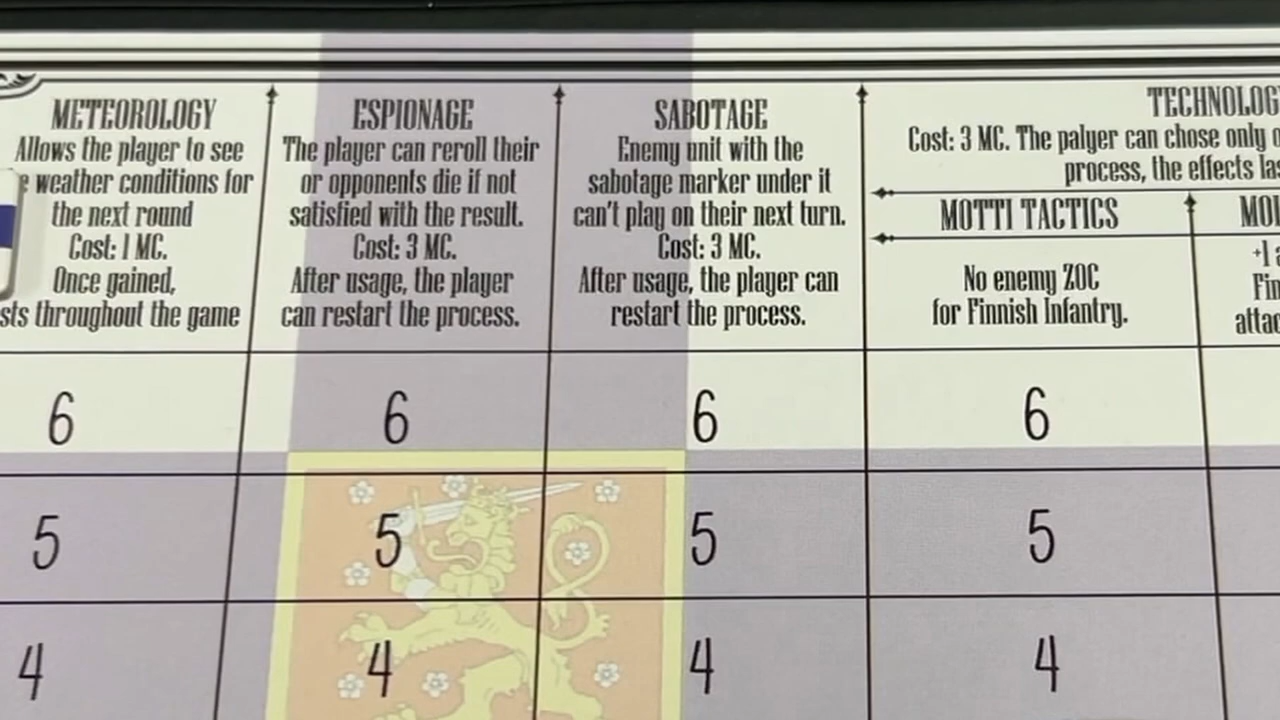 METEOROLOGY
Allows the player to see
weather conditions for
the next round
Cost: 1 MC.
Once gained,
throughout the game
ESPIONAGE
The player can reroll their
or opponents die if not
satisfied with the result.
Cost: 3 MC.
After usage, the player
can restart the process.
SABOTAGE
Enemy unit with the
sabotage marker under it
can't play on their next turn.
Cost: 3 MC.
After usage, the player can
restart the process.
TECHNOLOG
Cost: 3 MC. The palyer can chose only
process, the effects
MOTTI TACTICS
No enemy ZOC
for Finnish Infantry.
+1
6 6 6 6
5 5 5 5
4 4 4 4